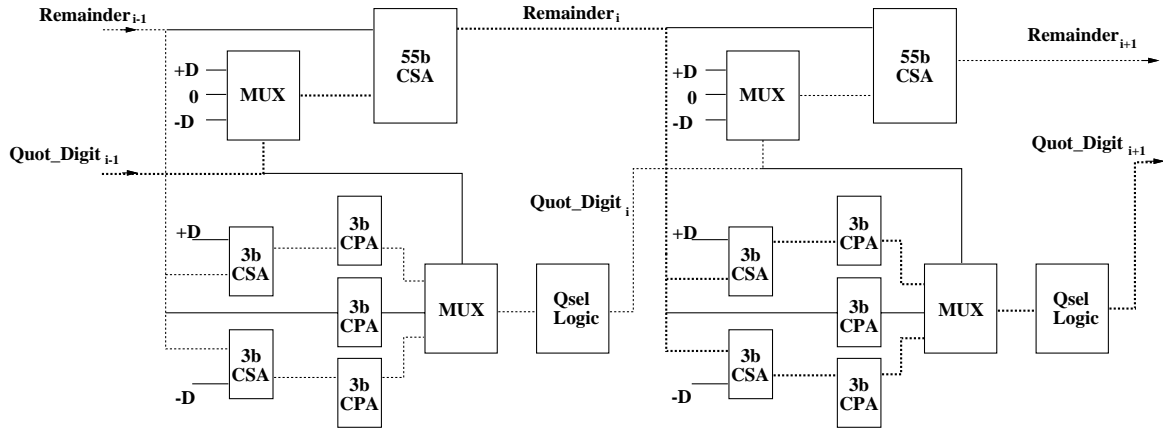 Remainder i-1
Remainder i
Remainder i+1
55b
CSA
55b
CSA
+D
0
-D
MUX
+D
0
-D
MUX
Quot_Digit i-1
Quot_Digit i
Quot_Digit i+1
+D
3b
CSA
3b
CPA
3b
CPA
MUX
Qsel
Logic
-D
3b
CSA
3b
CPA
+D
3b
CSA
3b
CPA
3b
CPA
MUX
Qsel
Logic
-D
3b
CSA
3b
CPA